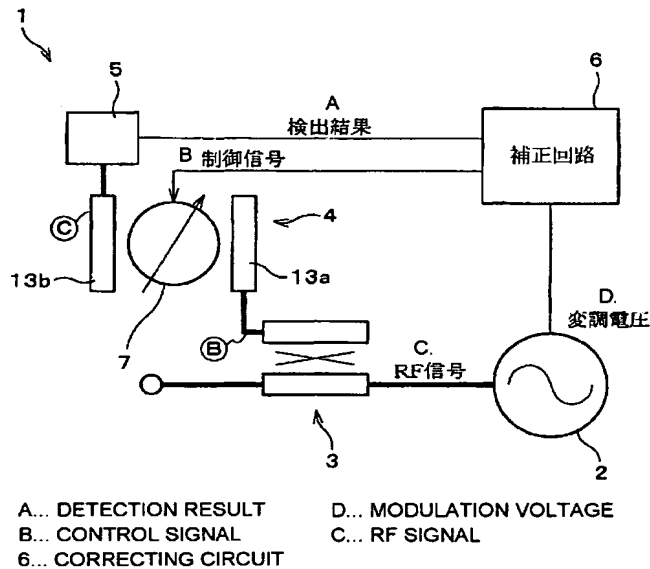 1
5
6
A
検出結果
B 制御信号
補正回路
C
4
13b
13a
7
B
D.
変調電圧
C.
RF信号
3
2
A... DETECTION RESULT
D... MODULATION VOLTAGE
B... CONTROL SIGNAL
C... RF SIGNAL
6... CORRECTING CIRCUIT